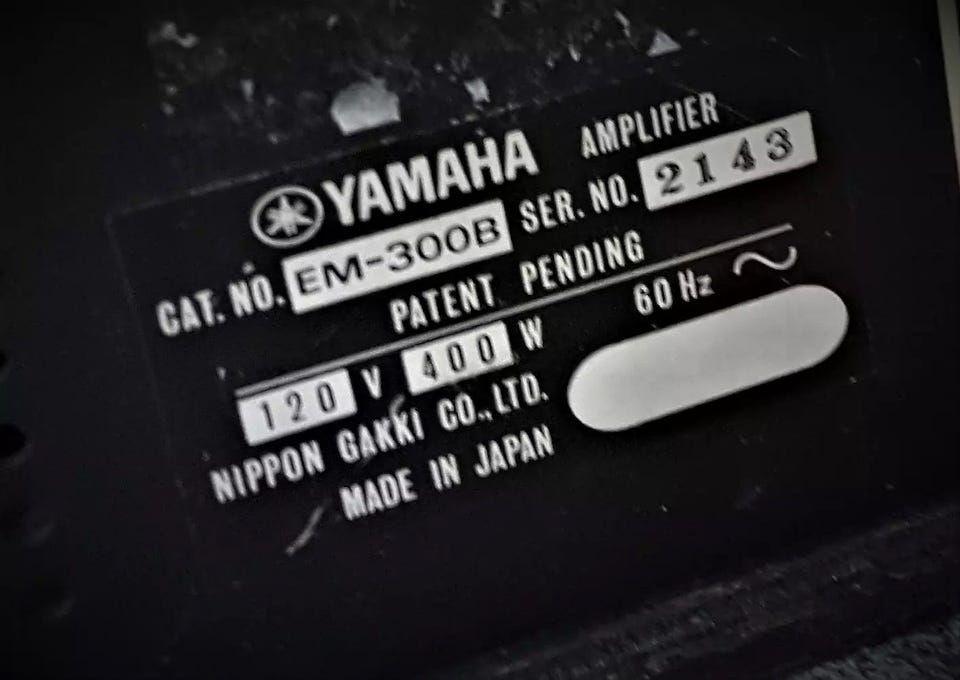 YAMAHA AMPLIFIER
CAT. NO. EM-300B SER. NO. 2143
PATENT PENDING
120 V 400 W 60 Hz ~
NIPPON GAKKI CO., LTD.
MADE IN JAPAN